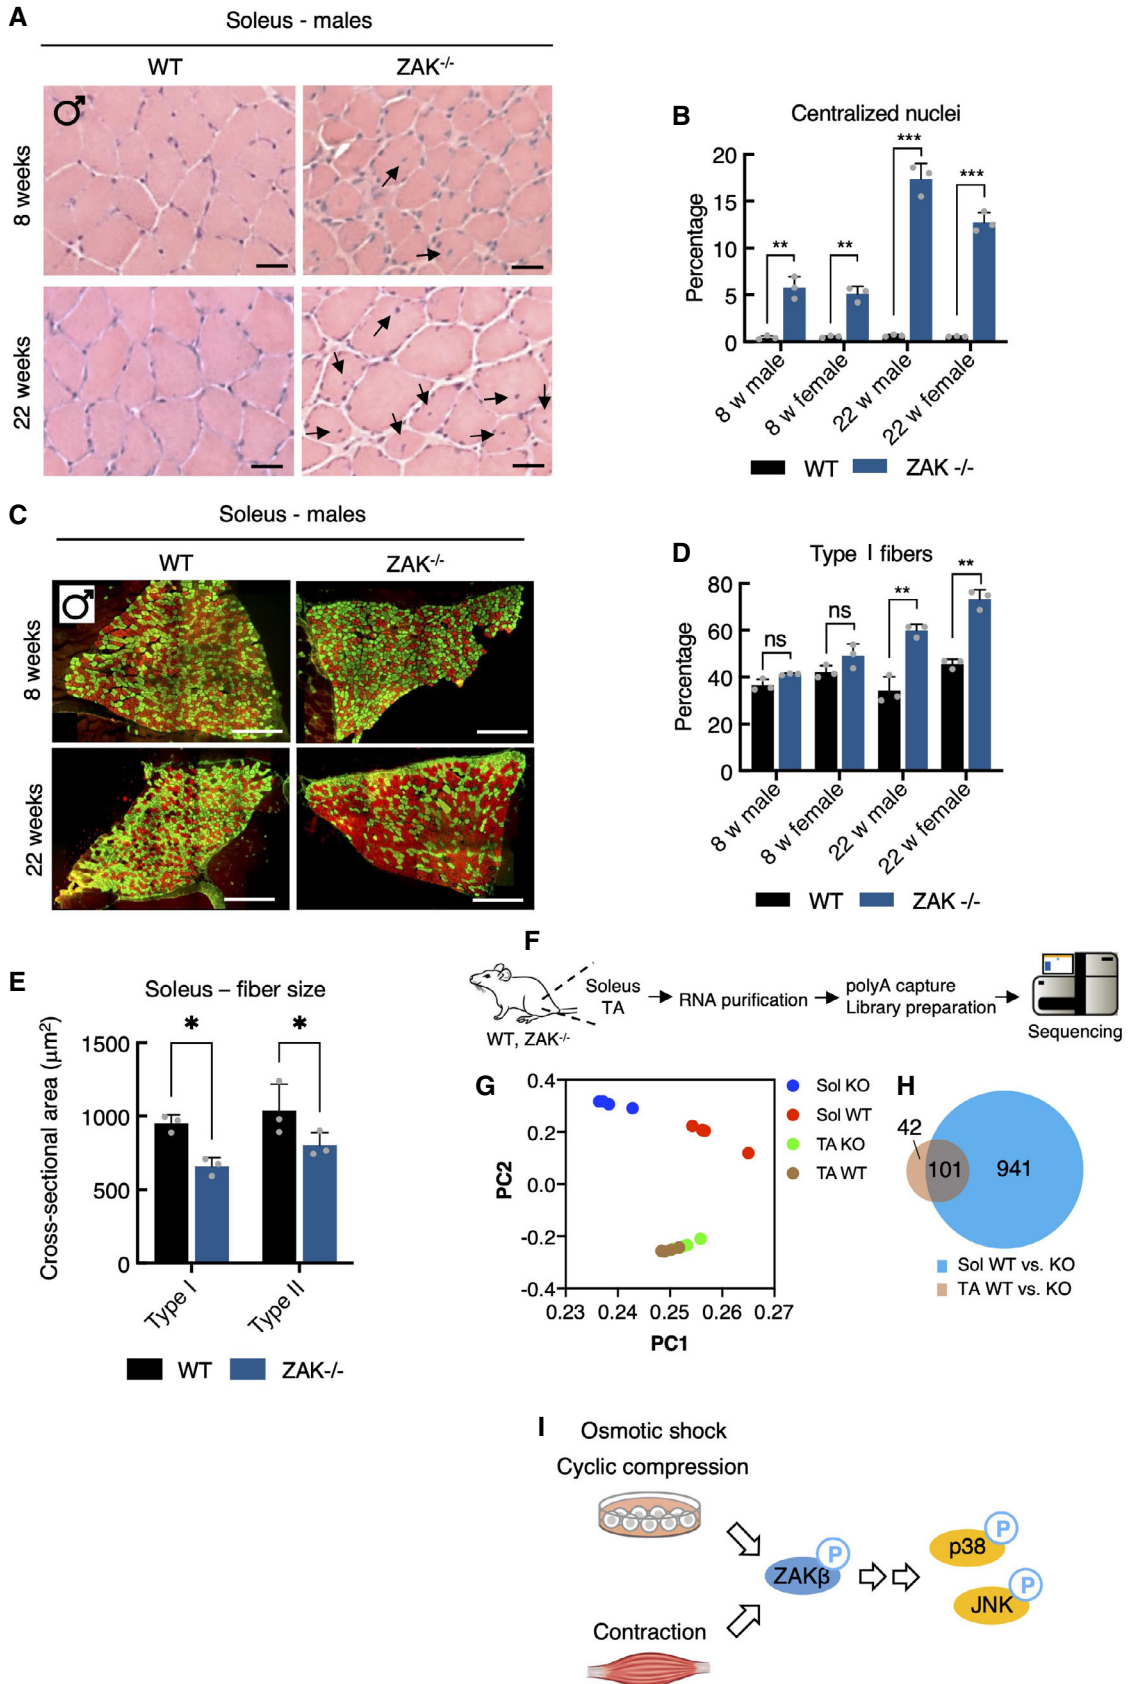 A
Soleus - males
WT
ZAK-/-
8 weeks
22 weeks
B
Centralized nuclei
Percentage
20
15
10
5
0
**
**
***
***
8 w male
8 w female
22 w male
22 w female
WT
ZAK -/-
C
Soleus - males
WT
ZAK-/-
8 weeks
22 weeks
D
Type I fibers
Percentage
80
60
40
20
0
ns
ns
**
**
8 w male
8 w female
22 w male
22 w female
WT
ZAK -/-
E
Soleus – fiber size
Cross-sectional area (µm²)
1500
1000
500
0
*
*
Type I
Type II
WT
ZAK-/-
F
WT, ZAK-/-
Soleus
TA
RNA purification
polyA capture
Library preparation
Sequencing
G
PC2
0.4
0.2
0.0
-0.2
-0.4
0.23
0.24
0.25
0.26
0.27
PC1
Sol KO
Sol WT
TA KO
TA WT
H
42
101
941
Sol WT vs. KO
TA WT vs. KO
I
Osmotic shock
Cyclic compression
Contraction
ZAKβ
P
p38
P
JNK
P